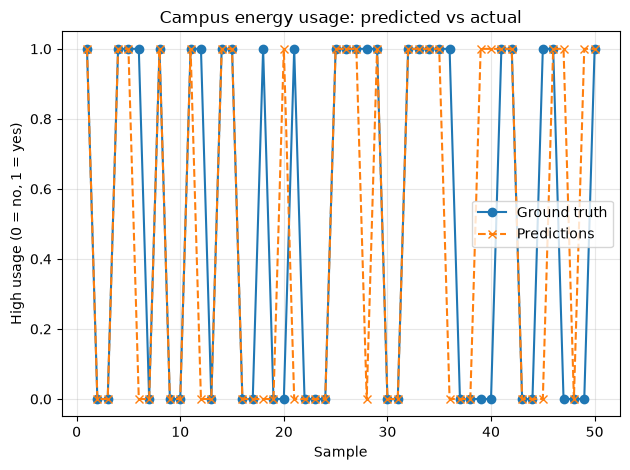 Campus energy usage: predicted vs actual
High usage (0 = no, 1 = yes)
1.0
0.8
0.6
0.4
0.2
0.0
Ground truth
Predictions
0 10 20 30 40 50
Sample